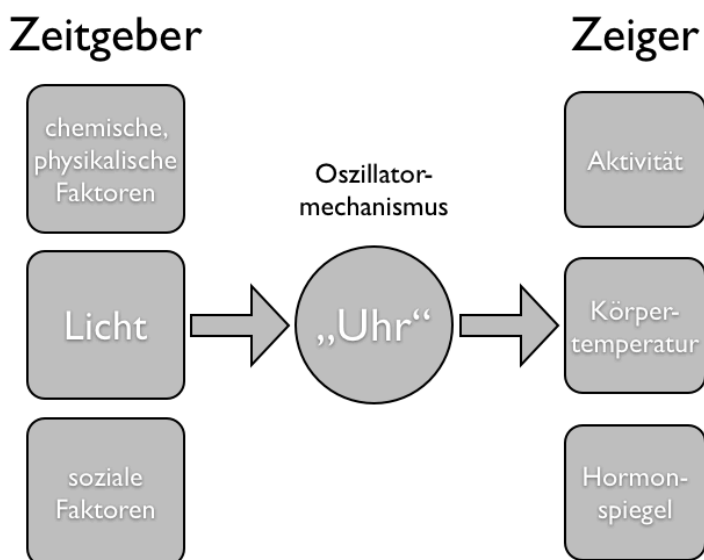 Zeitgeber
chemische,
physikalische
Faktoren
Licht
soziale
Faktoren
Oszillator-
mechanismus
„Uhr“
Zeiger
Aktivität
Körper-
temperatur
Hormon-
spiegel